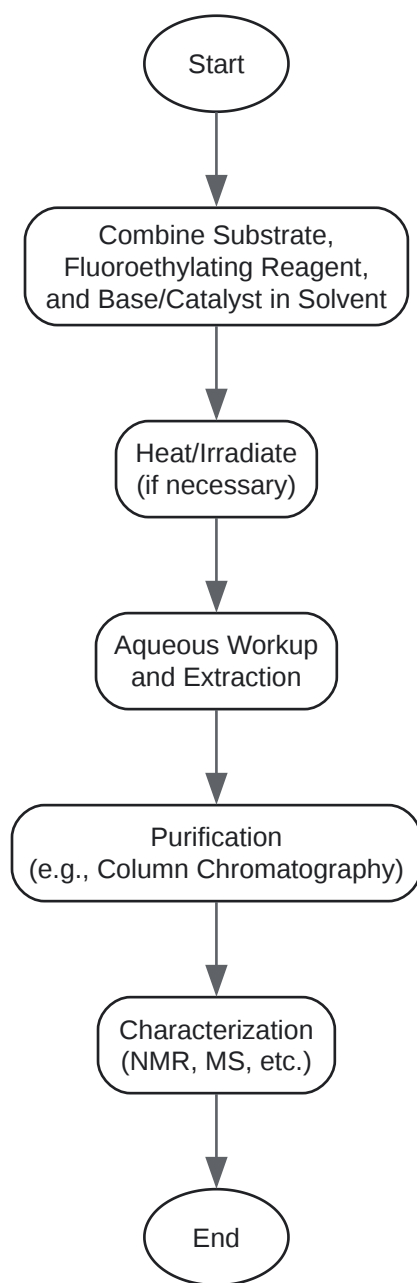 Start
Combine Substrate,
Fluoroethylating Reagent,
and Base/Catalyst in Solvent
Heat/Irradiate
(if necessary)
Aqueous Workup
and Extraction
Purification
(e.g., Column Chromatography)
Characterization
(NMR, MS, etc.)
End